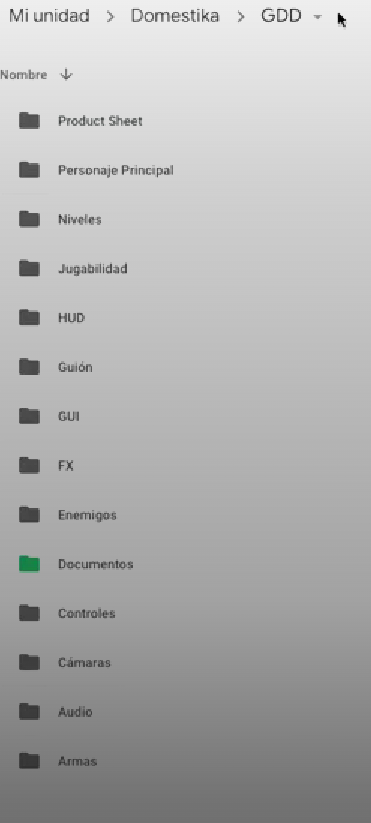 Mi unidad > Domestika > GDD
Nombre ↓
Product Sheet
Personaje Principal
Niveles
Jugabilidad
HUD
Guión
GUI
FX
Enemigos
Documentos
Controles
Cámaras
Audio
Armas